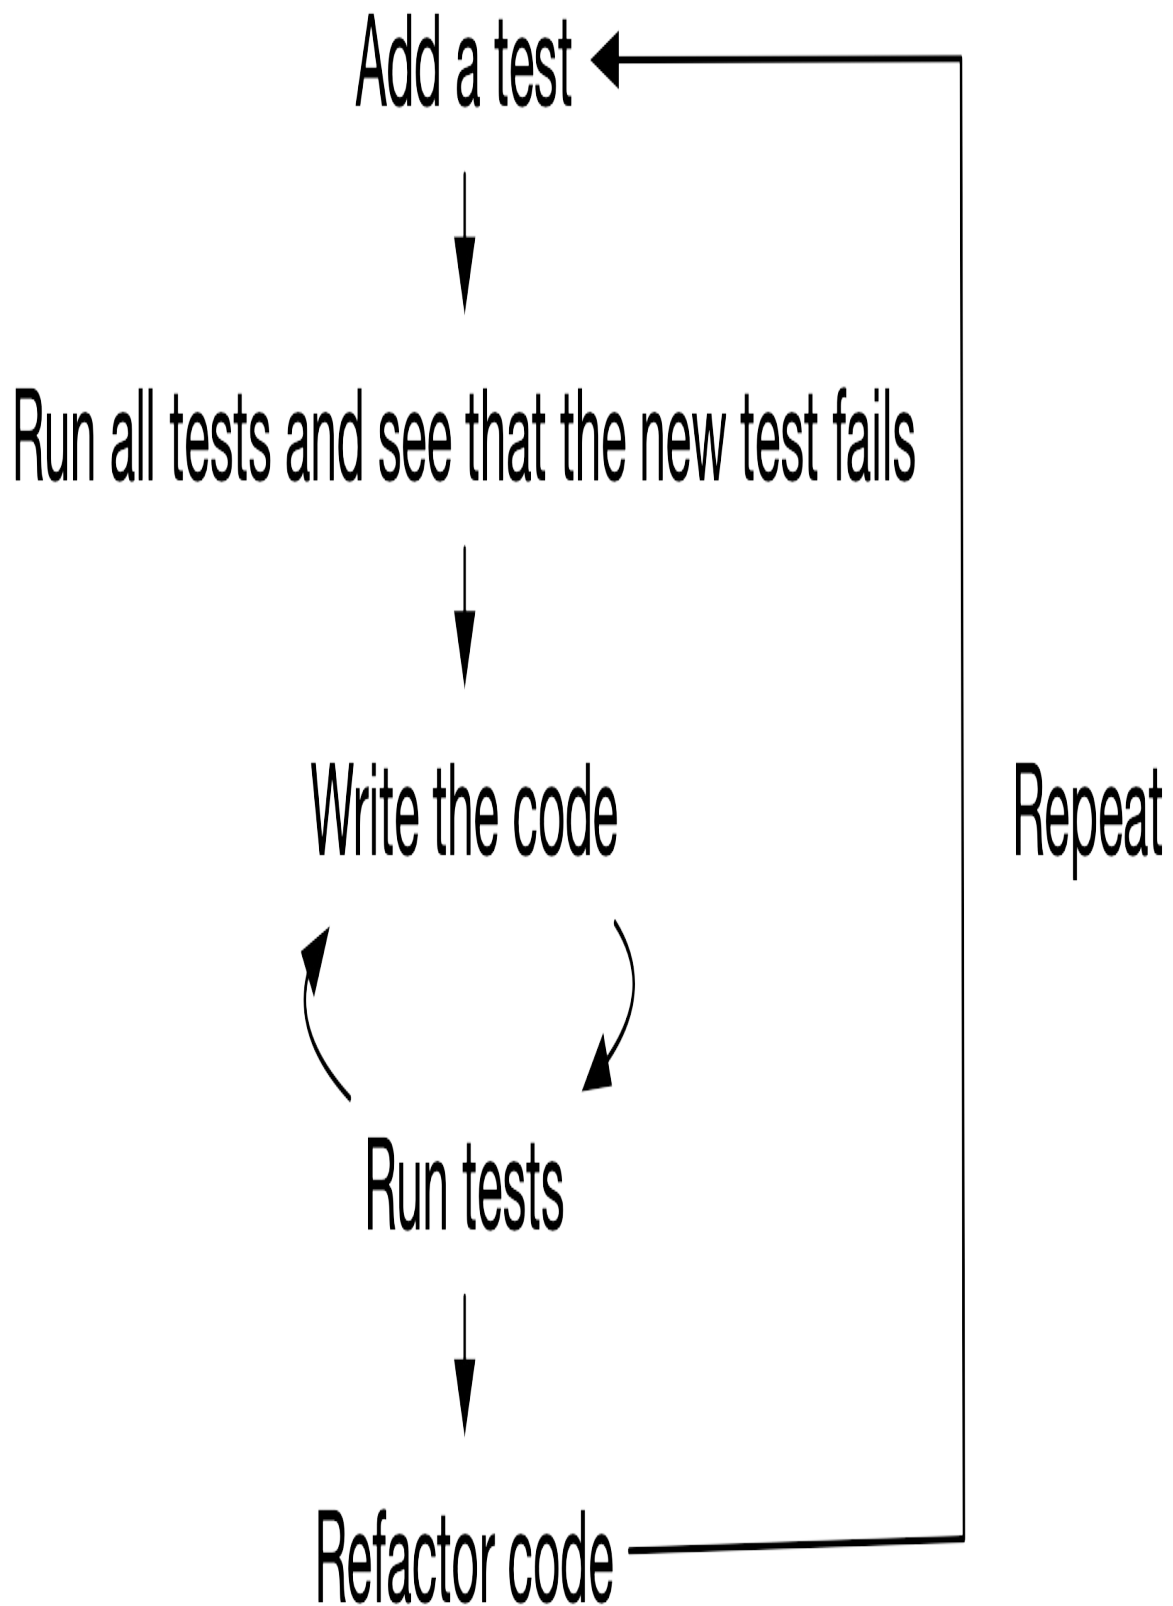 Add a test
Run all tests and see that the new test fails
Write the code
Repeat
Run tests
Refactor code